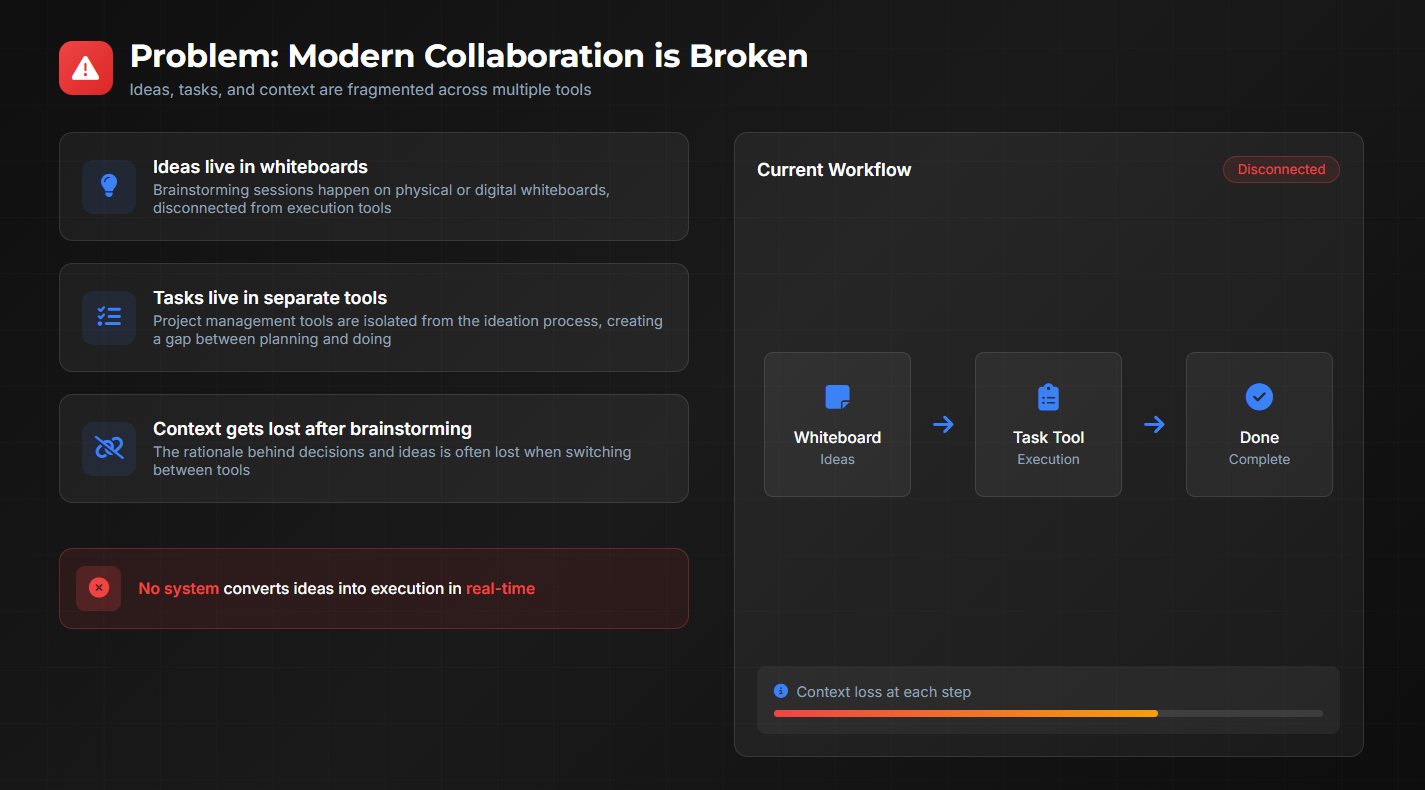 Problem: Modern Collaboration is Broken
Ideas, tasks, and context are fragmented across multiple tools
Ideas live in whiteboards
Brainstorming sessions happen on physical or digital whiteboards,
disconnected from execution tools
Tasks live in separate tools
Project management tools are isolated from the ideation process, creating
a gap between planning and doing
Context gets lost after brainstorming
The rationale behind decisions and ideas is often lost when switching
between tools
No system converts ideas into execution in real-time
Current Workflow
Disconnected
Whiteboard
Ideas
Task Tool
Execution
Done
Complete
Context loss at each step